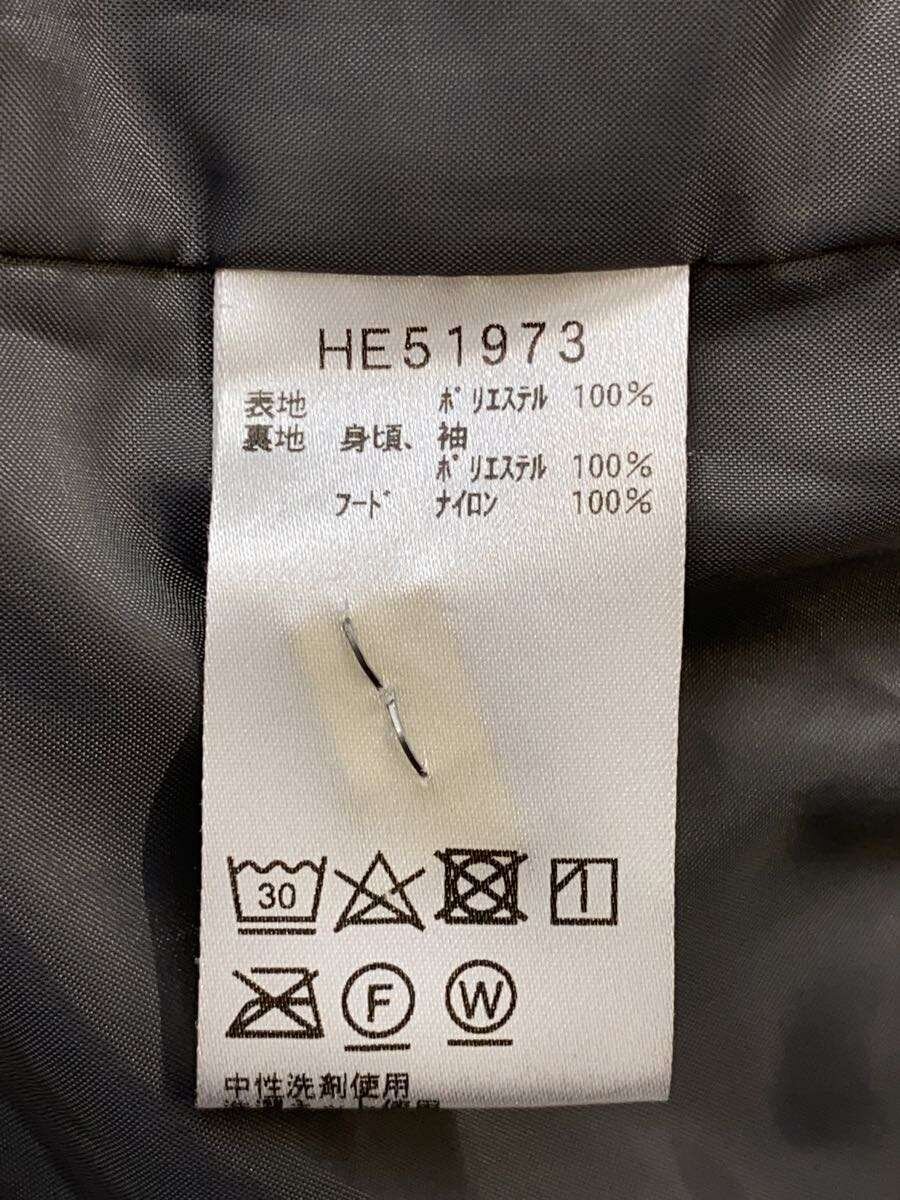 HE51973
表地 ポリエステル 100%
裏地 身頃、袖
ポリエステル 100%
フード ナイロン 100%
30
F W
中性洗剤使用